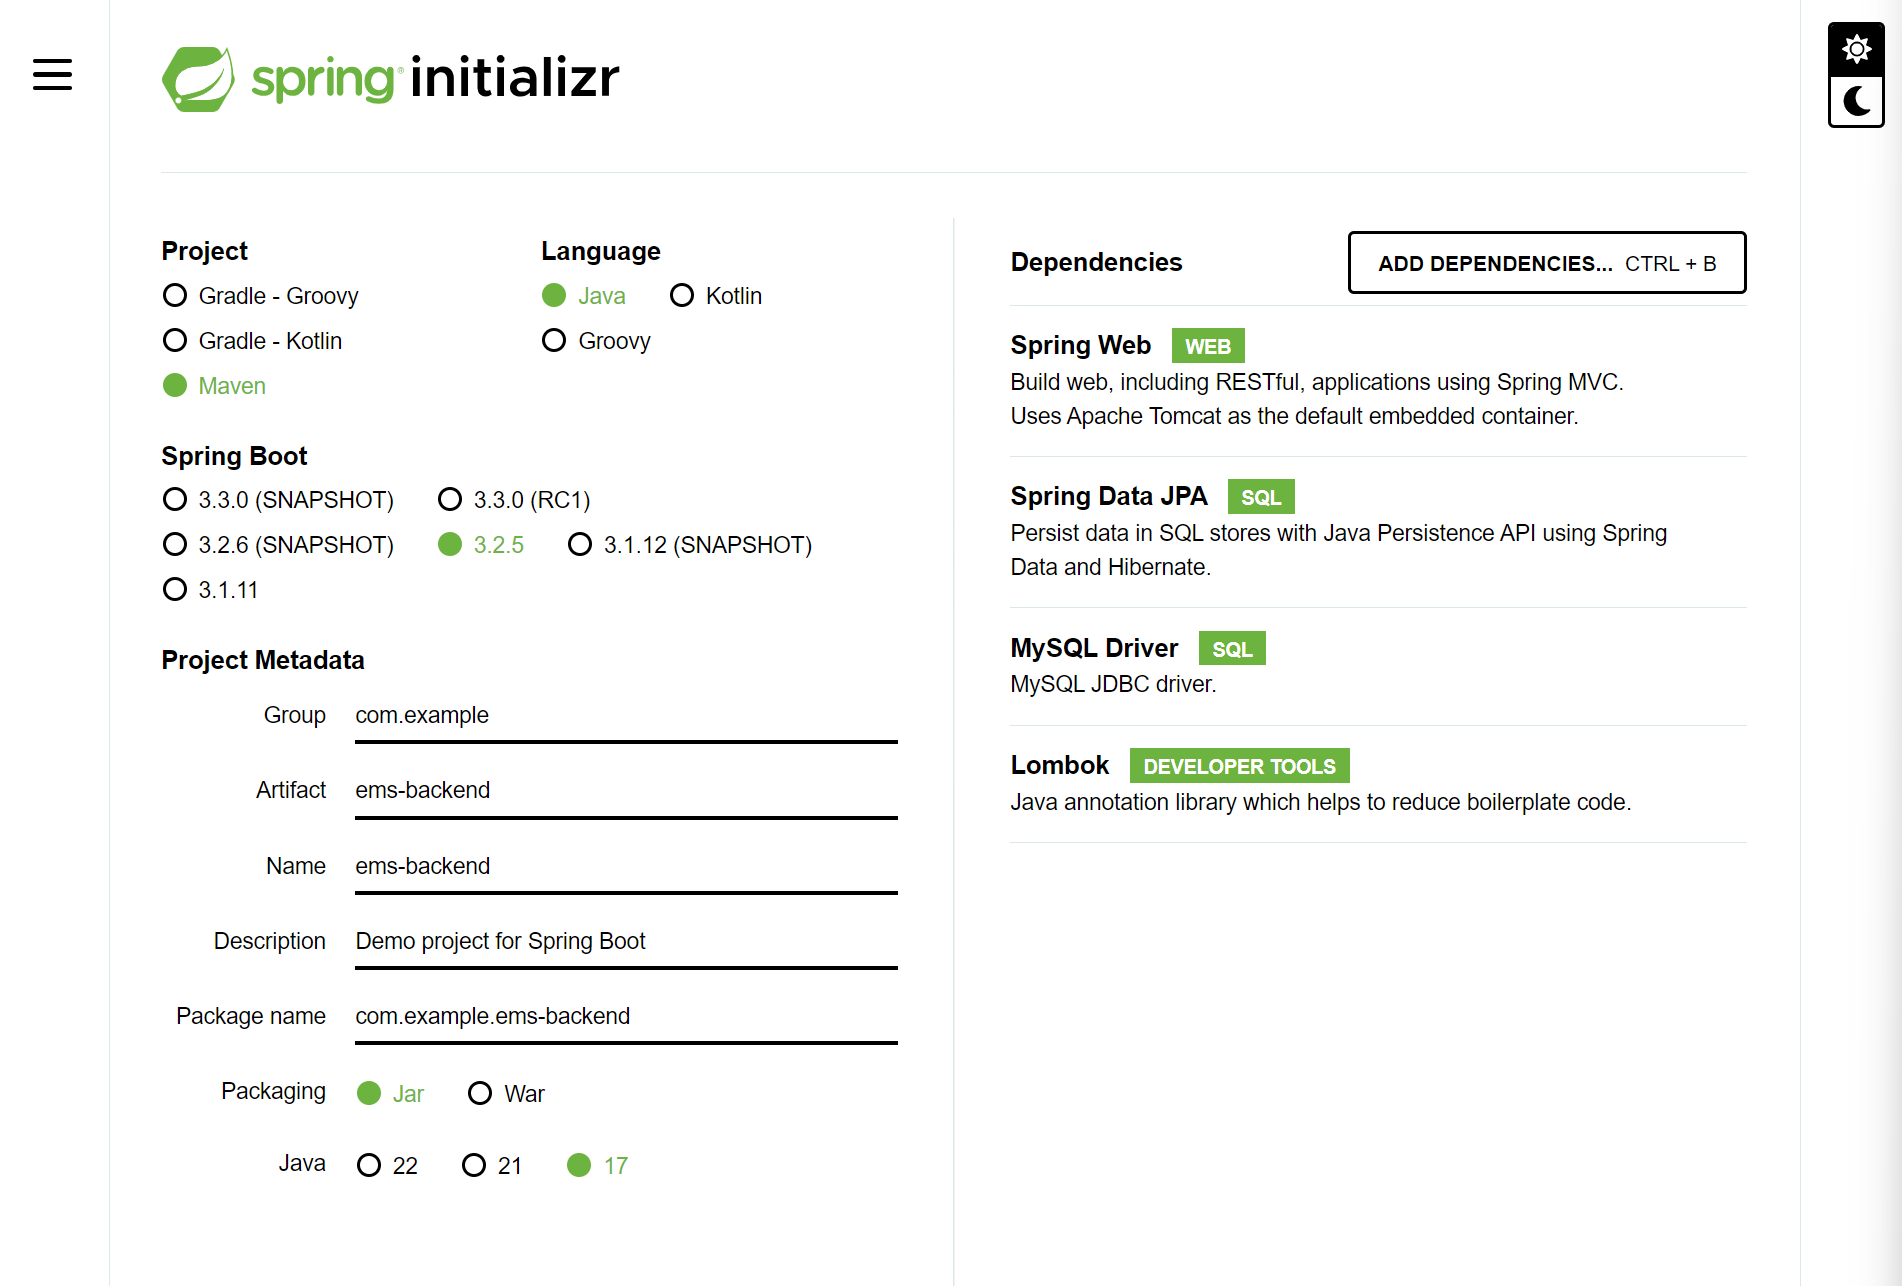 spring® initializr
Project
Gradle - Groovy
Gradle - Kotlin
Maven
Language
Java Kotlin
Groovy
Spring Boot
3.3.0 (SNAPSHOT) 3.3.0 (RC1)
3.2.6 (SNAPSHOT) 3.2.5 3.1.12 (SNAPSHOT)
3.1.11
Project Metadata
Group com.example
Artifact ems-backend
Name ems-backend
Description Demo project for Spring Boot
Package name com.example.ems-backend
Packaging Jar War
Java 22 21 17
Dependencies ADD DEPENDENCIES... CTRL + B
Spring Web WEB
Build web, including RESTful, applications using Spring MVC.
Uses Apache Tomcat as the default embedded container.
Spring Data JPA SQL
Persist data in SQL stores with Java Persistence API using Spring
Data and Hibernate.
MySQL Driver SQL
MySQL JDBC driver.
Lombok DEVELOPER TOOLS
Java annotation library which helps to reduce boilerplate code.